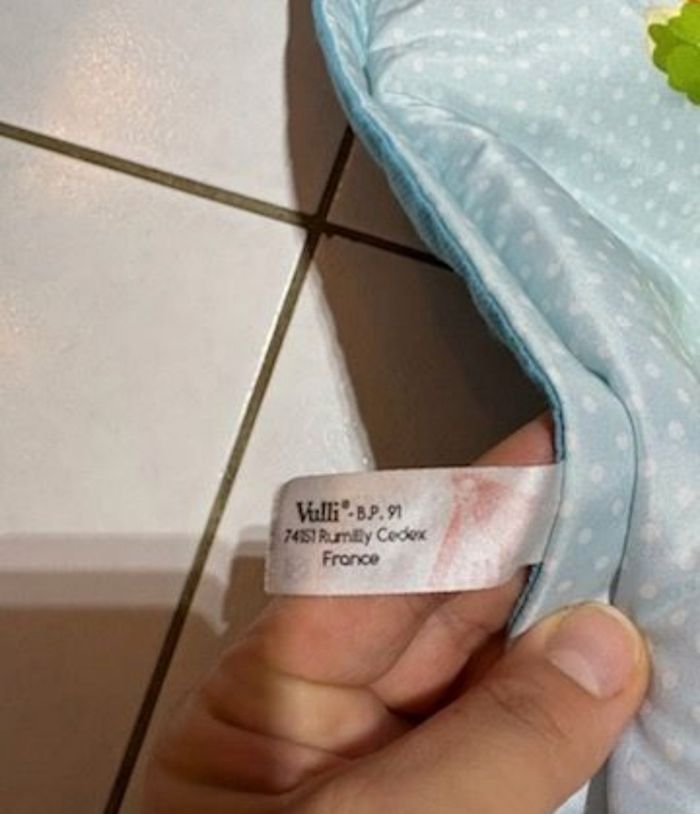 Vulli® - B.P. 91
74151 Rumilly Cedex
France